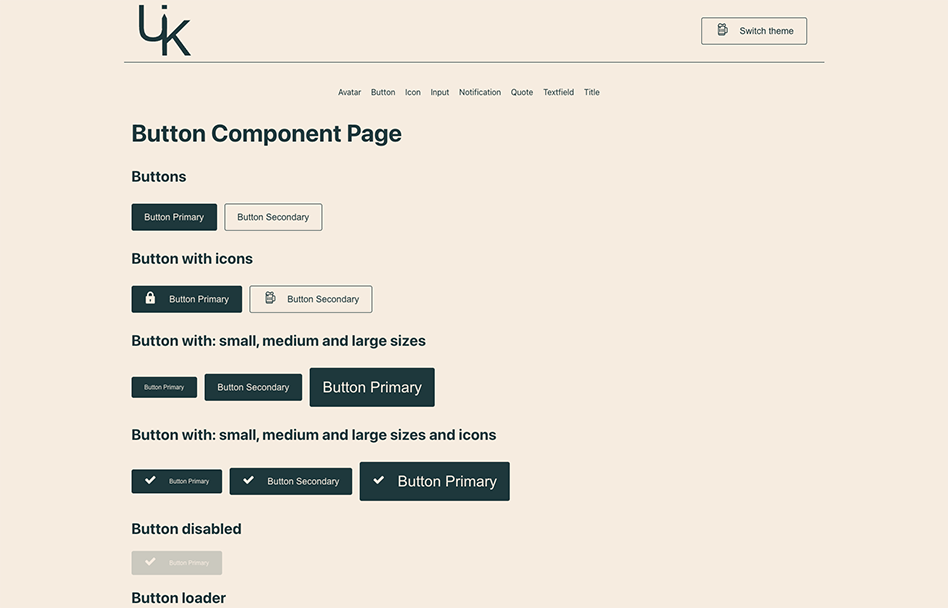 UiK
Switch theme
Avatar Button Icon Input Notification Quote Textfield Title
Button Component Page
Buttons
Button Primary Button Secondary
Button with icons
Button Primary Button Secondary
Button with: small, medium and large sizes
Button Primary Button Secondary Button Primary
Button with: small, medium and large sizes and icons
Button Primary Button Secondary Button Primary
Button disabled
Button Primary
Button loader